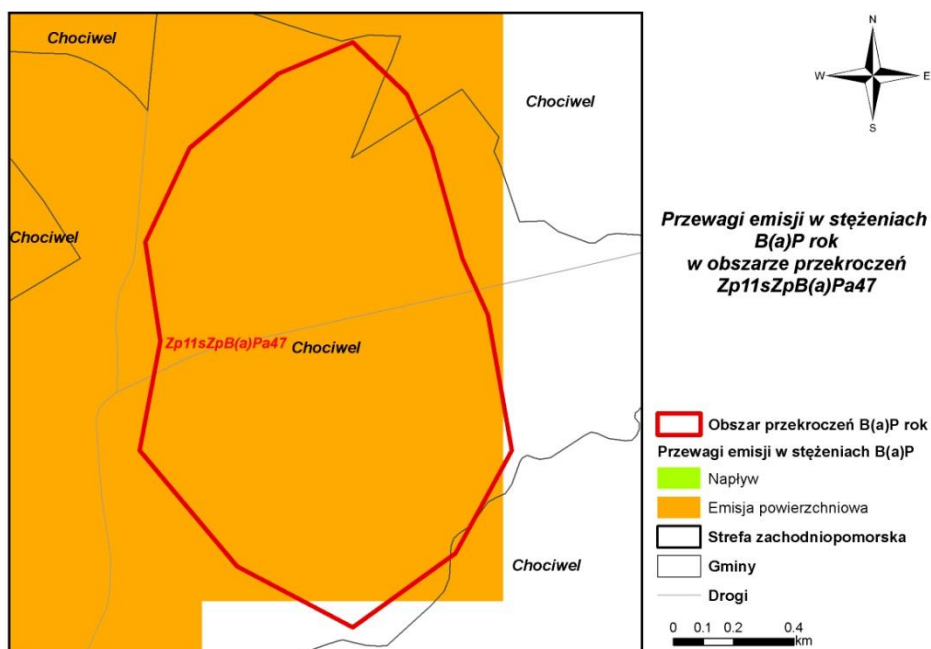 Chociwel
Chociwel
Chociwel
Zp11sZpB(a)Pa47
Chociwel
Chociwel
N
W
E
S
Przewagi emisji w stężeniach
B(a)P rok
w obszarze przekroczeń
Zp11sZpB(a)Pa47
Obszar przekroczeń B(a)P rok
Przewagi emisji w stężeniach B(a)P
Napływ
Emisja powierzchniowa
Strefa zachodniopomorska
Gminy
Drogi
0 0.1 0.2 0.4
km